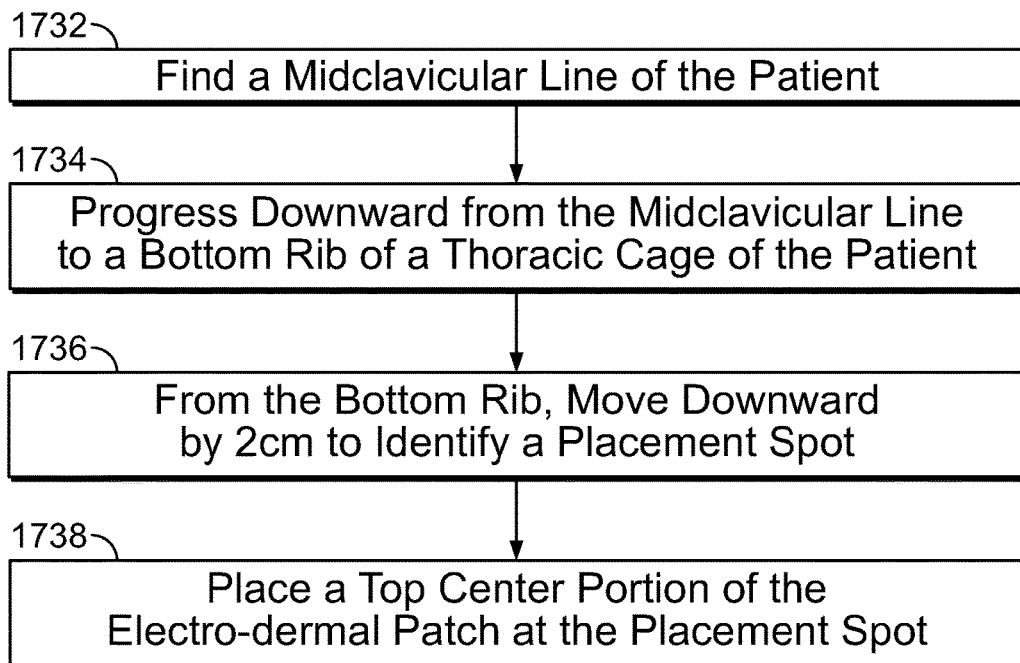 1732
Find a Midclavicular Line of the Patient
1734
Progress Downward from the Midclavicular Line
to a Bottom Rib of a Thoracic Cage of the Patient
1736
From the Bottom Rib, Move Downward
by 2cm to Identify a Placement Spot
1738
Place a Top Center Portion of the
Electro-dermal Patch at the Placement Spot